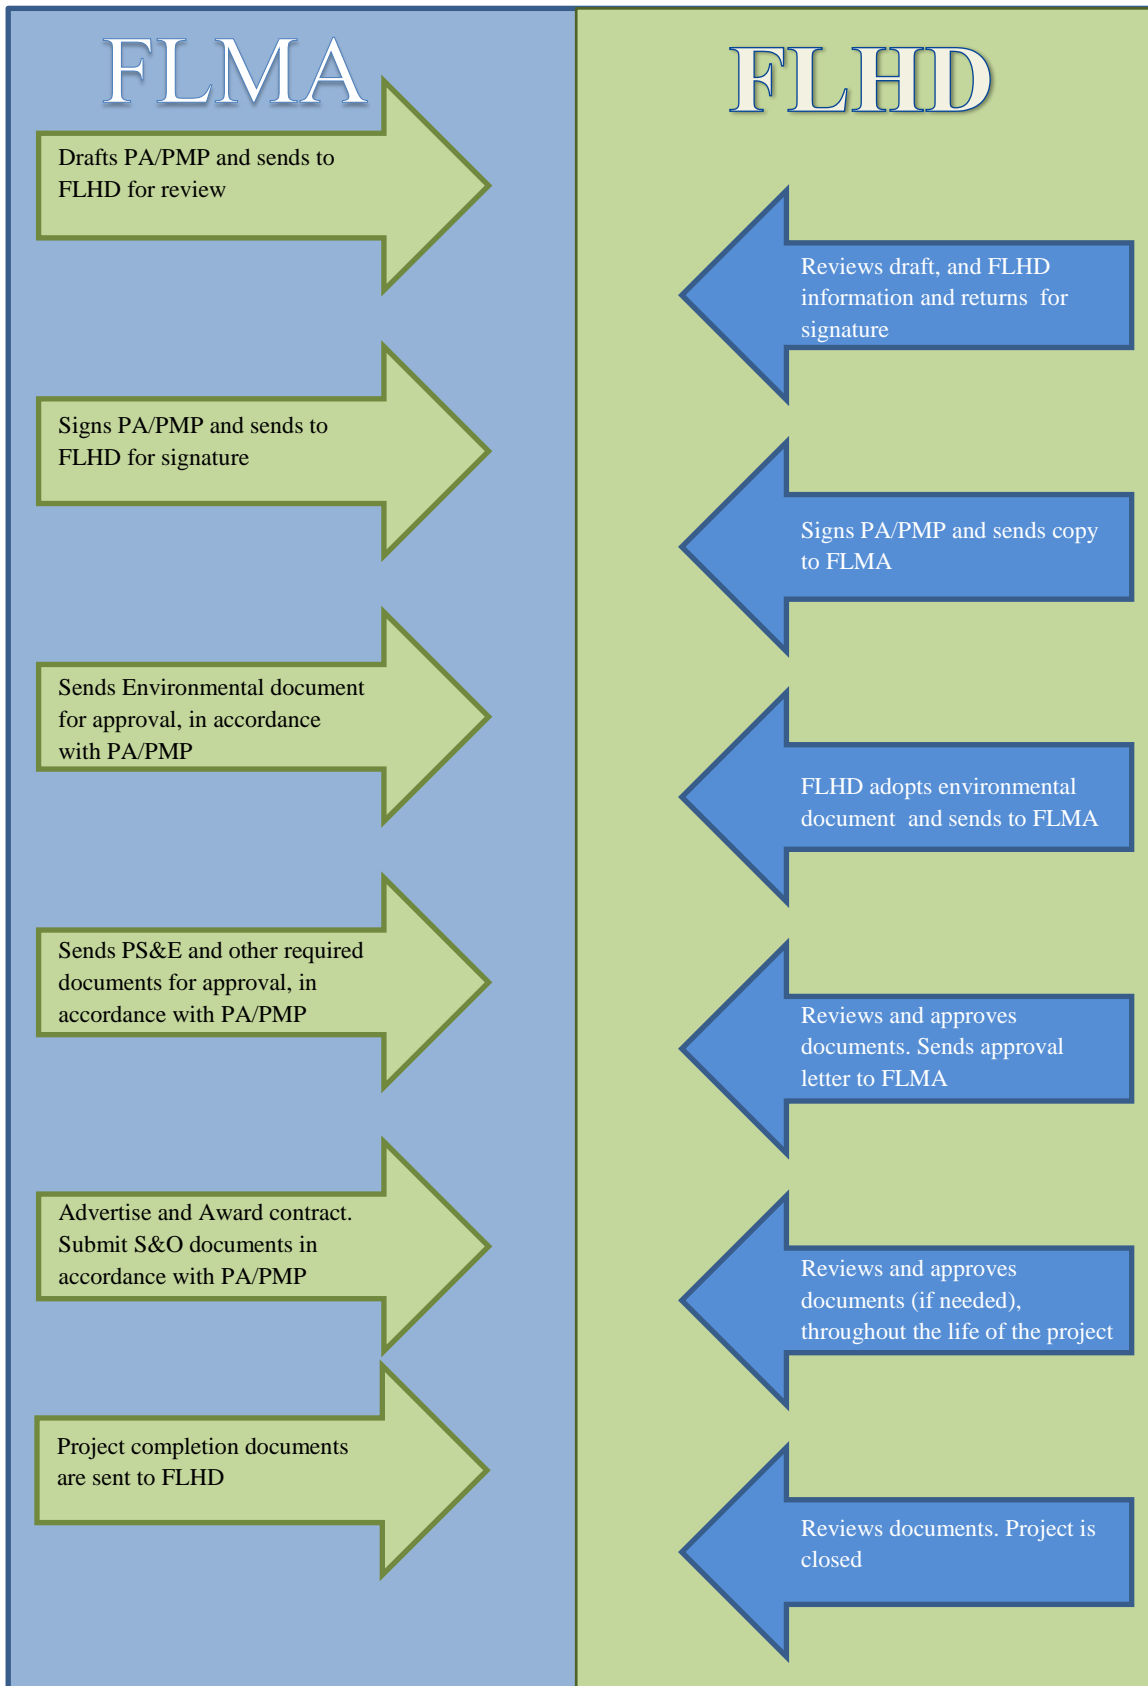 FLMA
FLHD
Drafts PA/PMP and sends to
FLHD for review
Reviews draft, and FLHD
information and returns for
signature
Signs PA/PMP and sends to
FLHD for signature
Signs PA/PMP and sends copy
to FLMA
Sends Environmental document
for approval, in accordance
with PA/PMP
FLHD adopts environmental
document and sends to FLMA
Sends PS&E and other required
documents for approval, in
accordance with PA/PMP
Reviews and approves
documents. Sends approval
letter to FLMA
Advertise and Award contract.
Submit S&O documents in
accordance with PA/PMP
Reviews and approves
documents (if needed),
throughout the life of the project
Project completion documents
are sent to FLHD
Reviews documents. Project is
closed